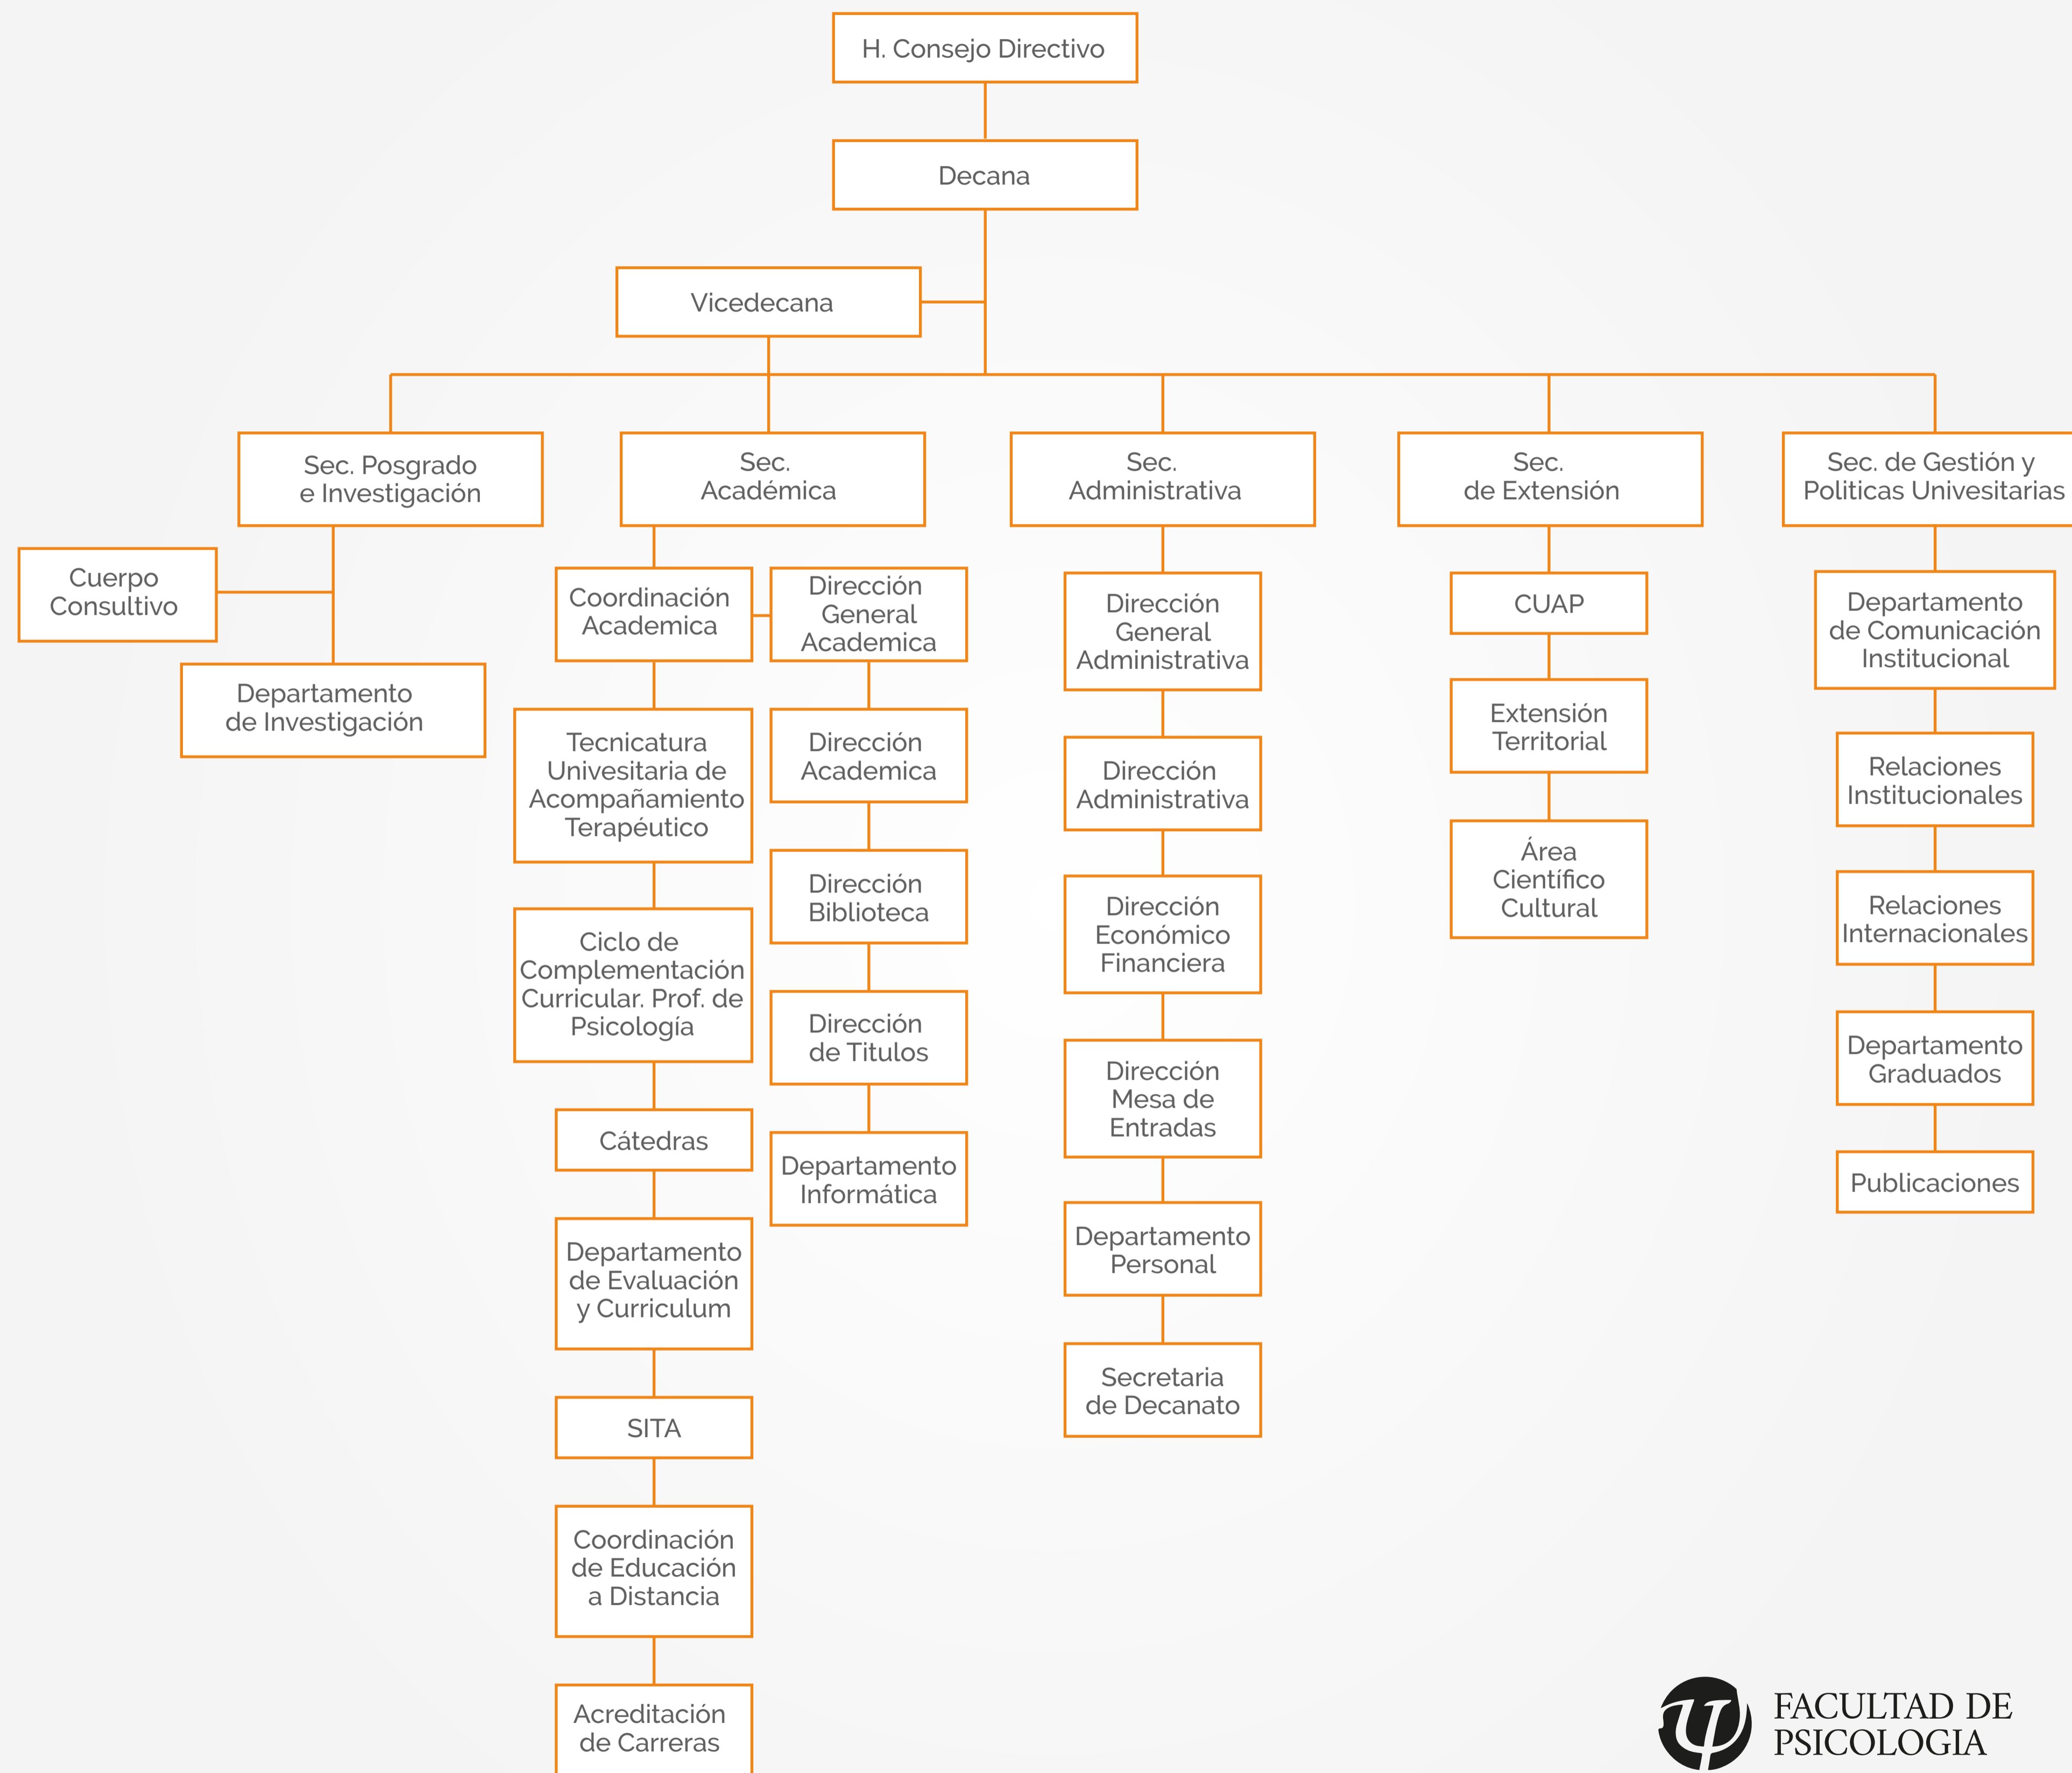 H. Consejo Directivo
Decana
Vicedecana
Sec. Posgrado
e Investigación
Cuerpo
Consultivo
Departamento
de Investigación
Sec.
Académica
Coordinación
Academica
Tecnicatura
Univesitaria de
Acompañamiento
Terapéutico
Ciclo de
Complementación
Curricular. Prof. de
Psicología
Cátedras
Departamento
de Evaluación
y Curriculum
SITA
Coordinación
de Educación
a Distancia
Acreditación
de Carreras
Dirección
General
Academica
Dirección
Academica
Dirección
Biblioteca
Dirección
de Titulos
Departamento
Informática
Sec.
Administrativa
Dirección
General
Administrativa
Dirección
Administrativa
Dirección
Económico
Financiera
Dirección
Mesa de
Entradas
Departamento
Personal
Secretaria
de Decanato
Sec.
de Extensión
CUAP
Extensión
Territorial
Área
Científico
Cultural
Sec. de Gestión y
Politicas Univesitarias
Departamento
de Comunicación
Institucional
Relaciones
Institucionales
Relaciones
Internacionales
Departamento
Graduados
Publicaciones
FACULTAD DE
PSICOLOGIA